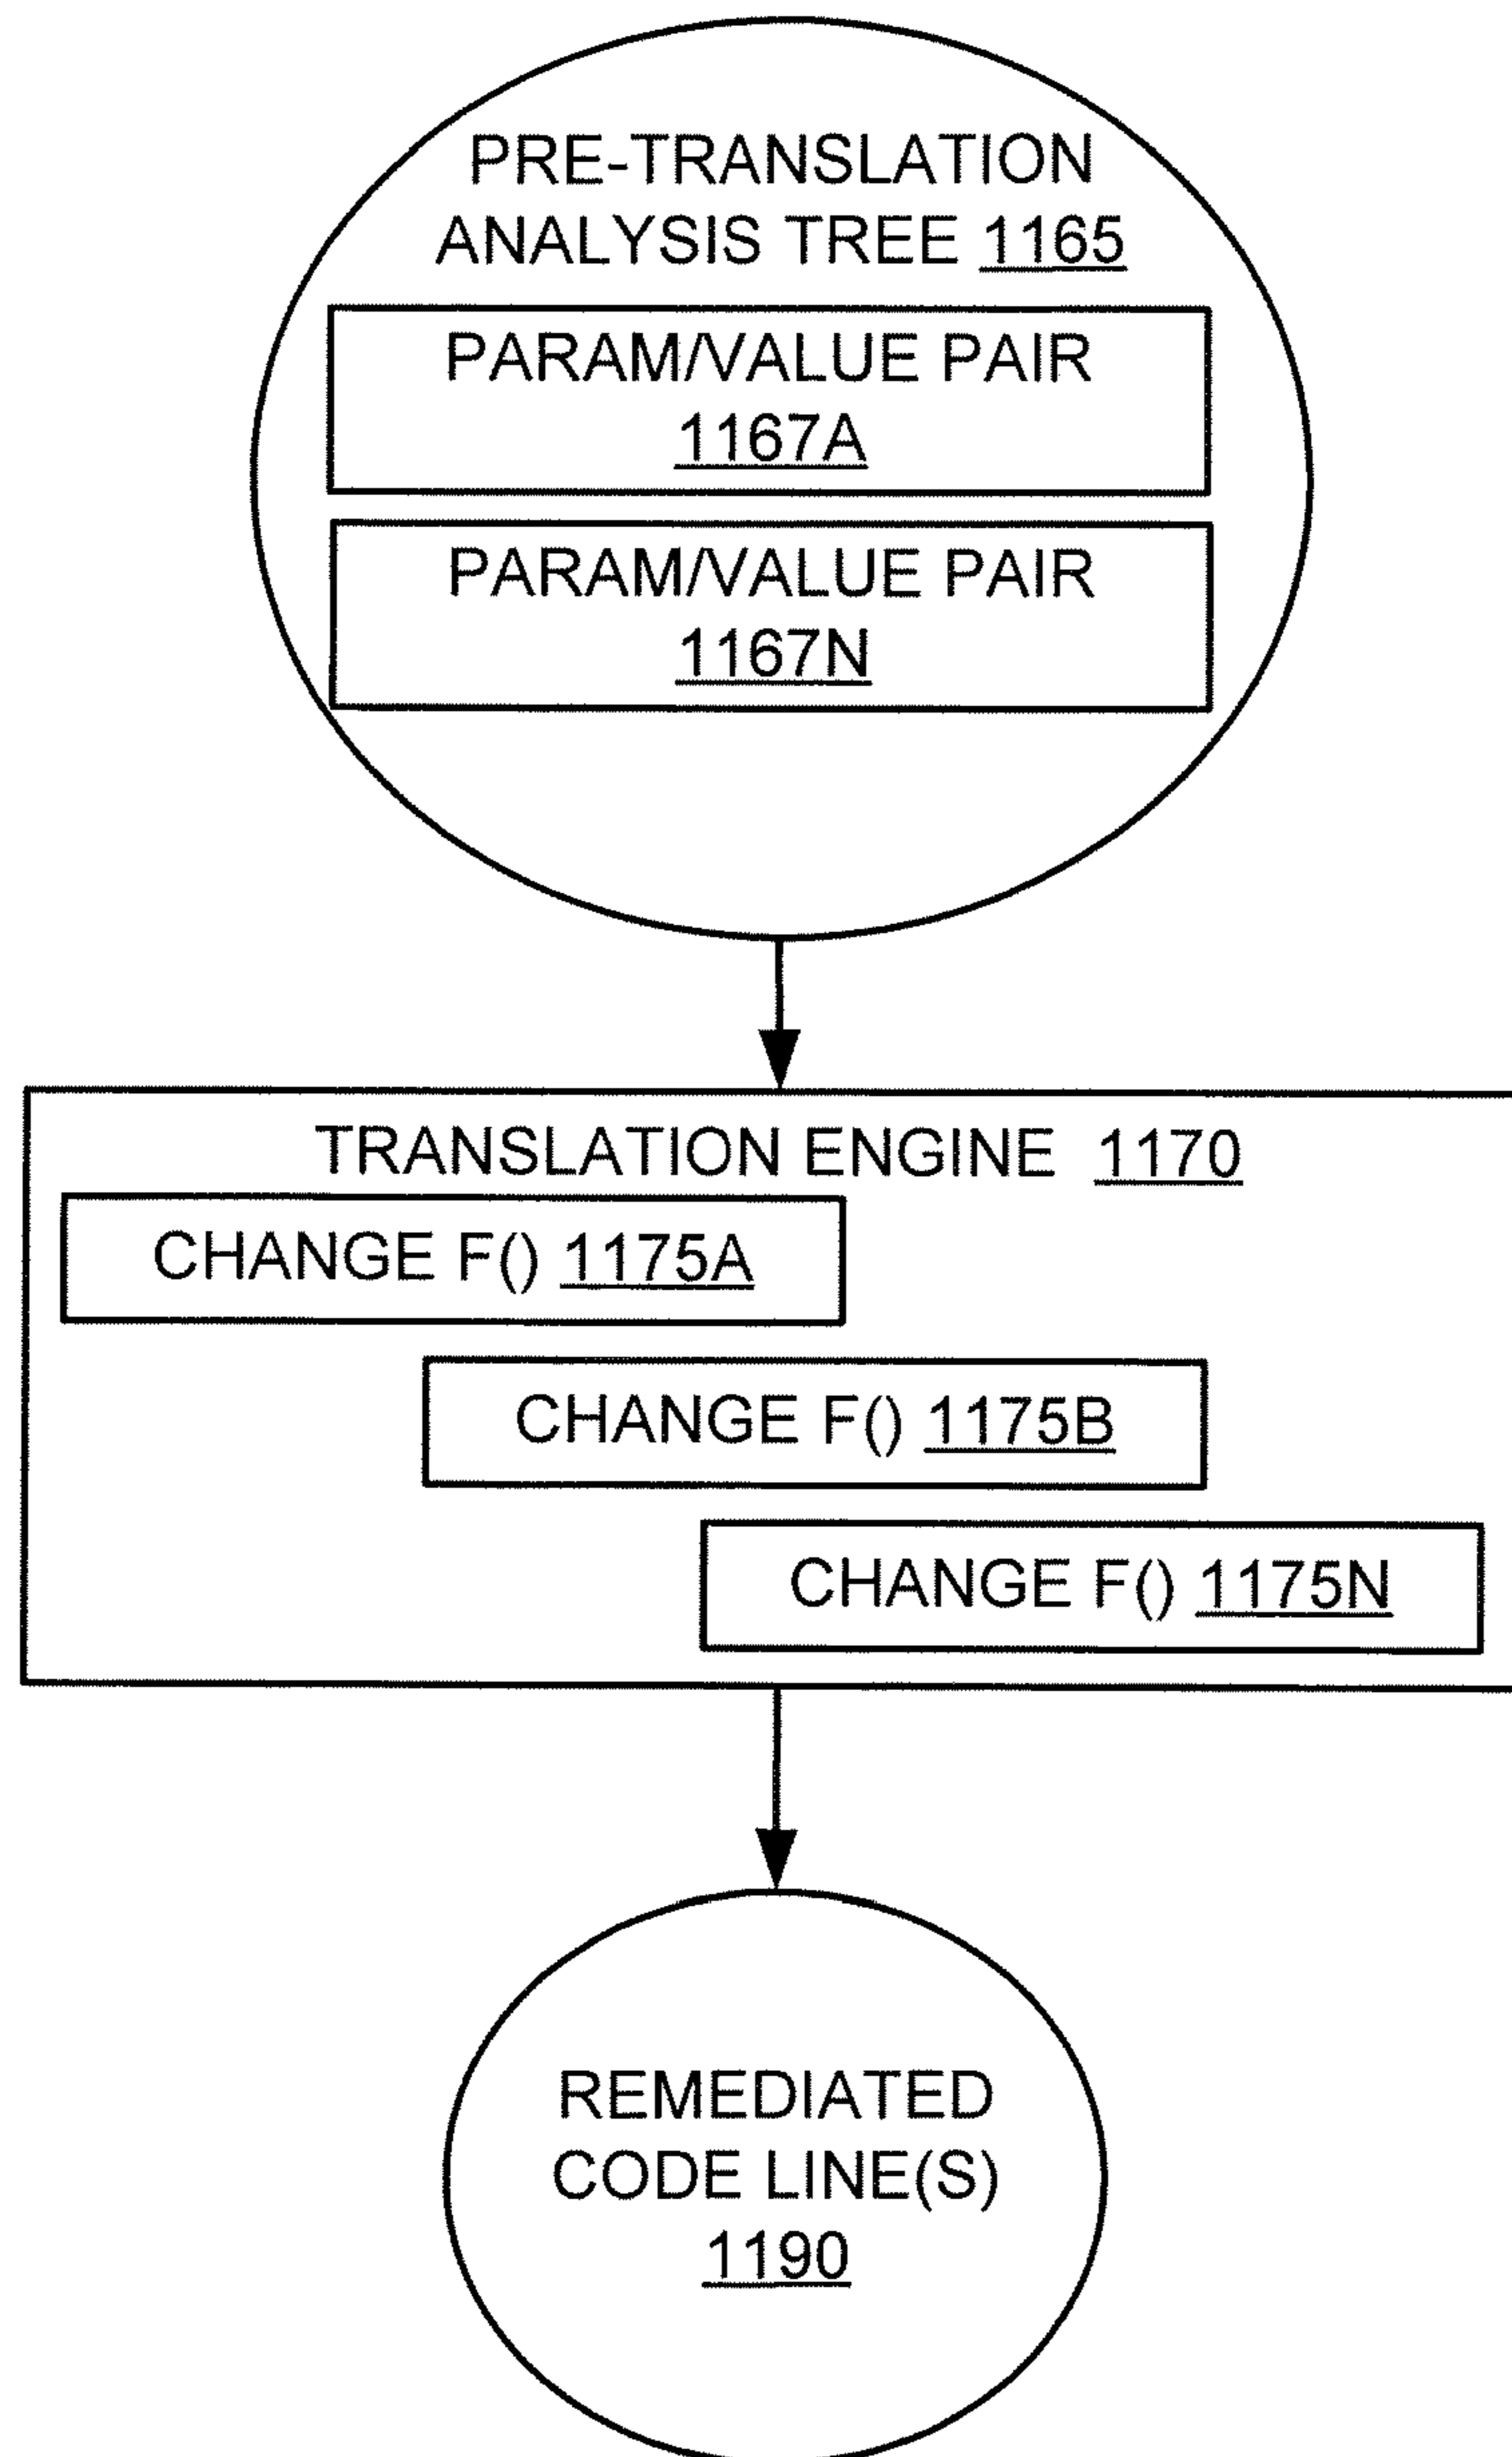 PRE-TRANSLATION
ANALYSIS TREE 1165
PARAM/VALUE PAIR
1167A
PARAM/VALUE PAIR
1167N
TRANSLATION ENGINE 1170
CHANGE F() 1175A
CHANGE F() 1175B
CHANGE F() 1175N
REMEDIATED
CODE LINE(S)
1190